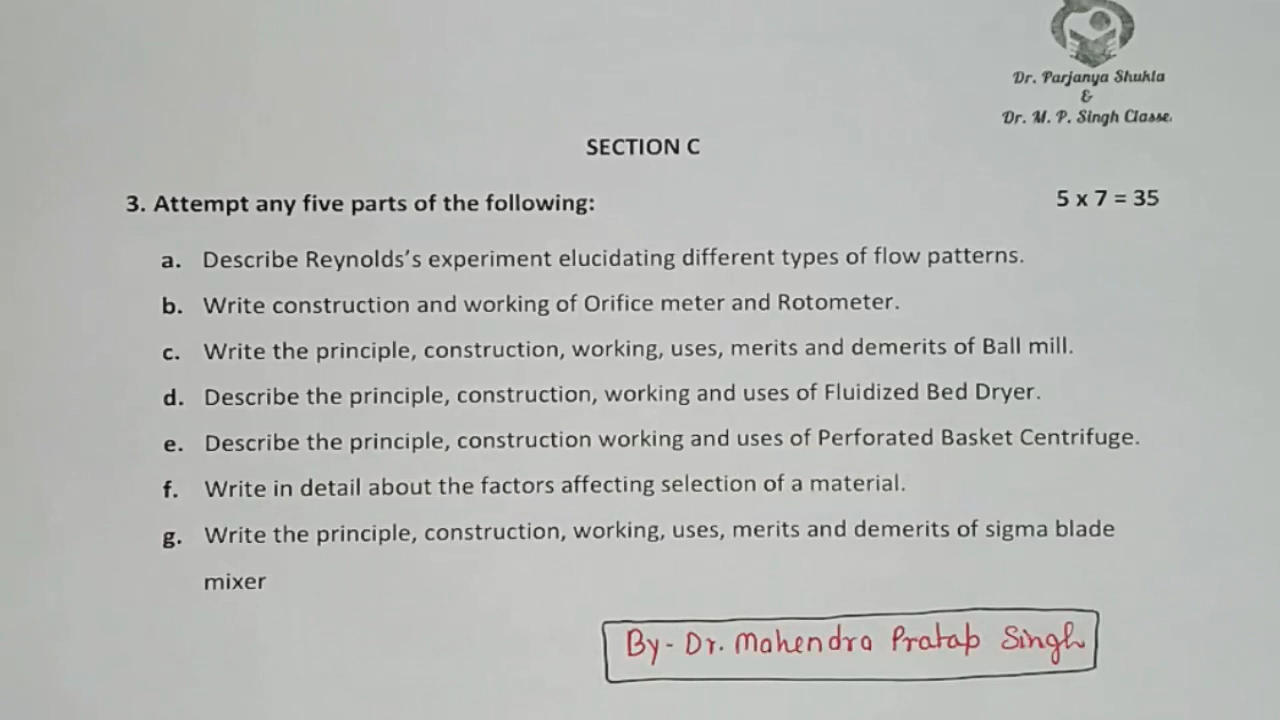 Dr. Parjanya Shukla
&
Dr. M. P. Singh Classe.
SECTION C
3. Attempt any five parts of the following: 5 x 7 = 35
a. Describe Reynolds's experiment elucidating different types of flow patterns.
b. Write construction and working of Orifice meter and Rotometer.
c. Write the principle, construction, working, uses, merits and demerits of Ball mill.
d. Describe the principle, construction, working and uses of Fluidized Bed Dryer.
e. Describe the principle, construction working and uses of Perforated Basket Centrifuge.
f. Write in detail about the factors affecting selection of a material.
g. Write the principle, construction, working, uses, merits and demerits of sigma blade
mixer
By - Dr. Mahendra Pratap Singh